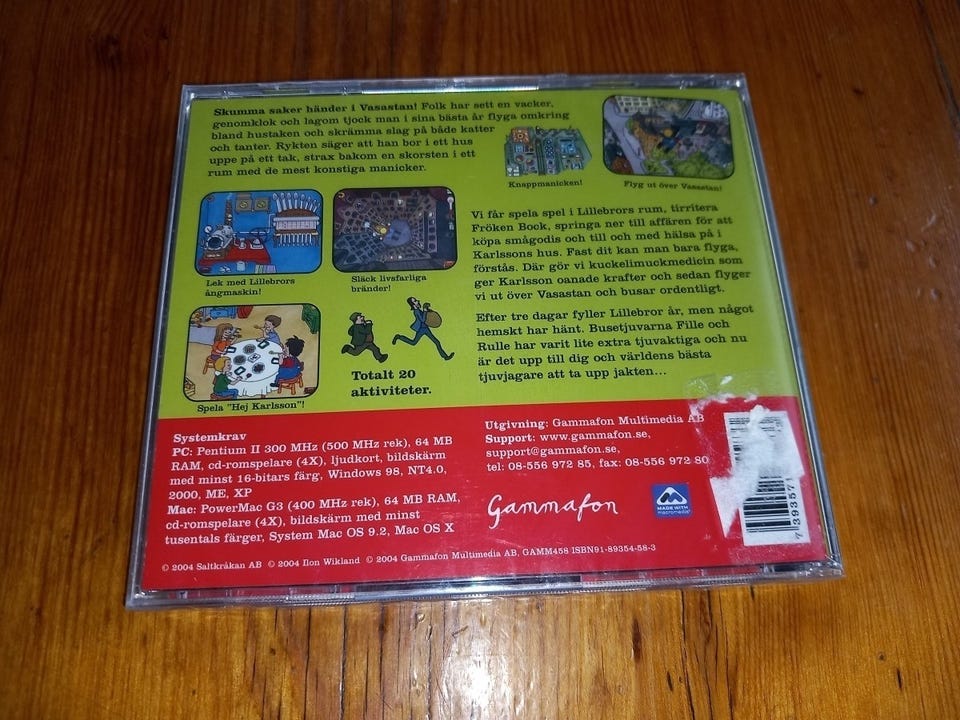 Skumma saker händer i Vasastan! Folk har sett en vacker,
genomklok och lagom tjock man i sina bästa år flyga omkring
bland hustaken och skrämma slag på både katter
och tanter. Rykten säger att han bor i ett hus
uppe på ett tak, strax bakom en skorsten i ett
rum med de mest konstiga manicker.
Knappmanicken!
Flyg ut över Vasastan!
Lek med Lillebrors
ångmaskin!
Släck livsfarliga
bränder!
Spela "Hej Karlsson"!
Totalt 20
aktiviteter.
Vi får spela spel i Lillebrors rum, tirritera
Fröken Bock, springa ner till affären för att
köpa smågodis och till och med hälsa på i
Karlssons hus. Fast dit kan man bara flyga,
förstås. Där gör vi kuckelimuckmedicin som
ger Karlsson oanade krafter och sedan flyger
vi ut över Vasastan och busar ordentligt.
Efter tre dagar fyller Lillebror år, men något
hemskt har hänt. Busetjuvarna Fille och
Rulle har varit lite extra tjuvaktiga och nu
är det upp till dig och världens bästa
tjuvjagare att ta upp jakten...
Systemkrav
PC: Pentium II 300 MHz (500 MHz rek), 64 MB
RAM, cd-romspelare (4X), ljudkort, bildskärm
med minst 16-bitars färg, Windows 98, NT4.0,
2000, ME, XP
Mac: PowerMac G3 (400 MHz rek), 64 MB RAM,
cd-romspelare (4X), bildskärm med minst
tusentals färger, System Mac OS 9.2, Mac OS X
Utgivning: Gammafon Multimedia AB
Support: www.gammafon.se,
support@gammafon.se,
tel: 08-556 972 85, fax: 08-556 972 80
Gammafon
MADE WITH
macromedia
7 393571
© 2004 Saltkråkan AB © 2004 Ilon Wikland © 2004 Gammafon Multimedia AB, GAMM458 ISBN91-89354-58-3